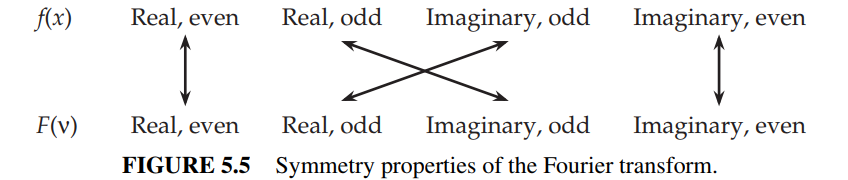 f(x) Real, even Real, odd Imaginary, odd Imaginary, even
F(ν) Real, even Real, odd Imaginary, odd Imaginary, even
FIGURE 5.5 Symmetry properties of the Fourier transform.